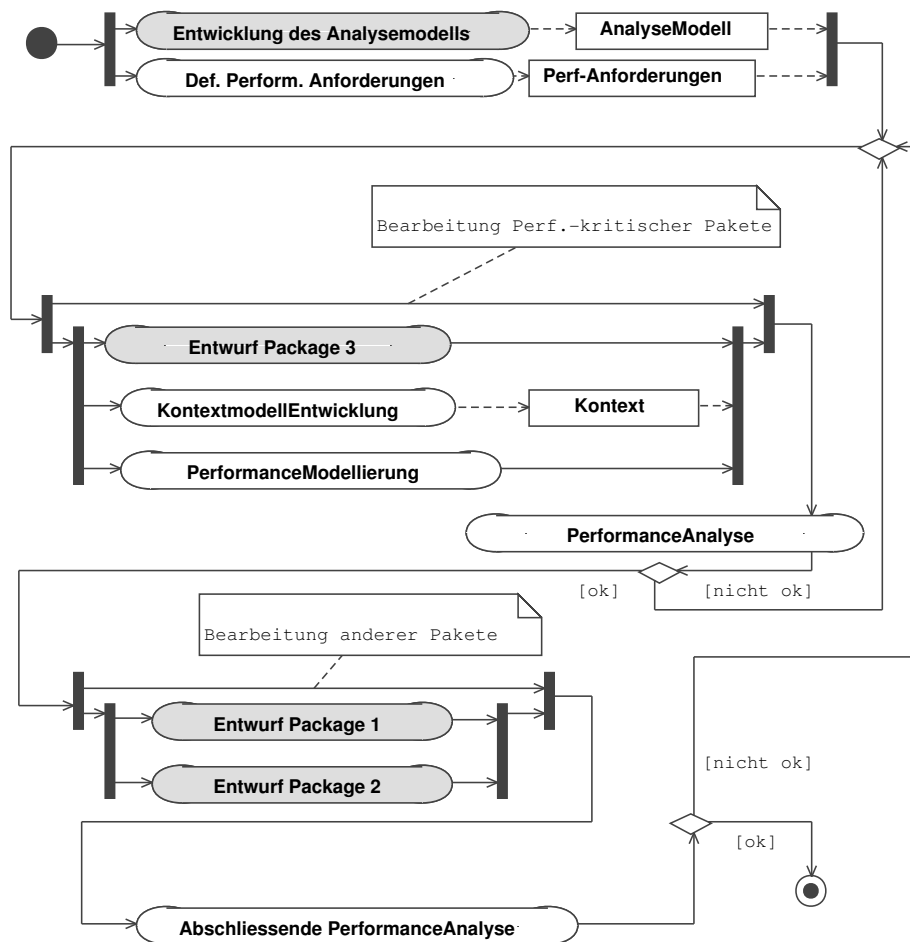 Entwicklung des Analysemodells
AnalyseModell
Def. Perform. Anforderungen
Perf-Anforderungen
Bearbeitung Perf.-kritischer Pakete
Entwurf Package 3
KontextmodellEntwicklung
Kontext
PerformanceModellierung
PerformanceAnalyse
[ok]
[nicht ok]
Bearbeitung anderer Pakete
Entwurf Package 1
Entwurf Package 2
[nicht ok]
[ok]
Abschliessende PerformanceAnalyse